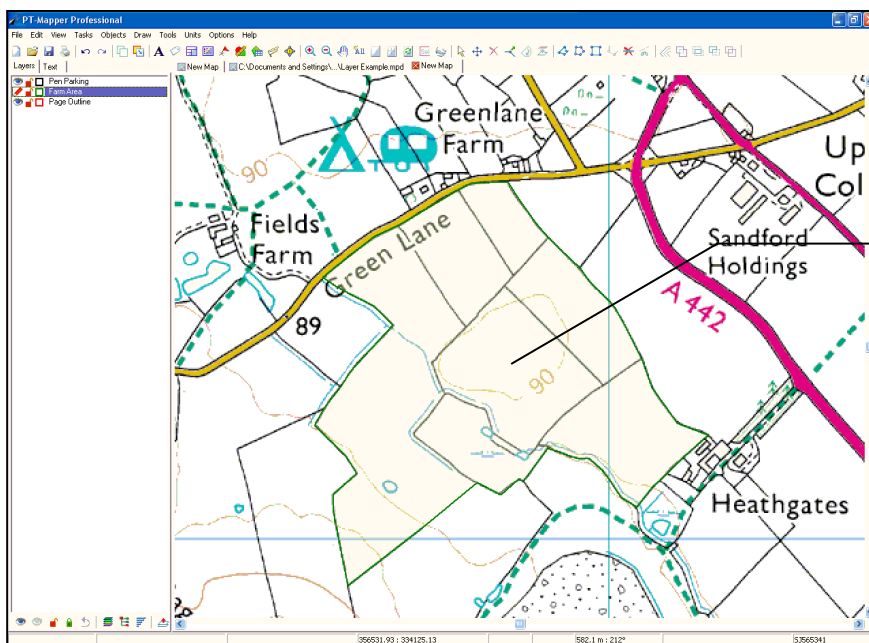 PT-Mapper Professional
File Edit View Tasks Objects Draw Tools Units Options Help
Layers Text
New Map C:\Documents and Settings\...\Layer Example.mpd New Map
Pen Parking
Farm Area
Page Outline
Greenlane
Farm
90
Up
Col
Fields
Farm
Green Lane
Sandford
Holdings
A 442
89
90
Heathgates
356531.93 : 334125.13 582.1 m : 212° SJ565341